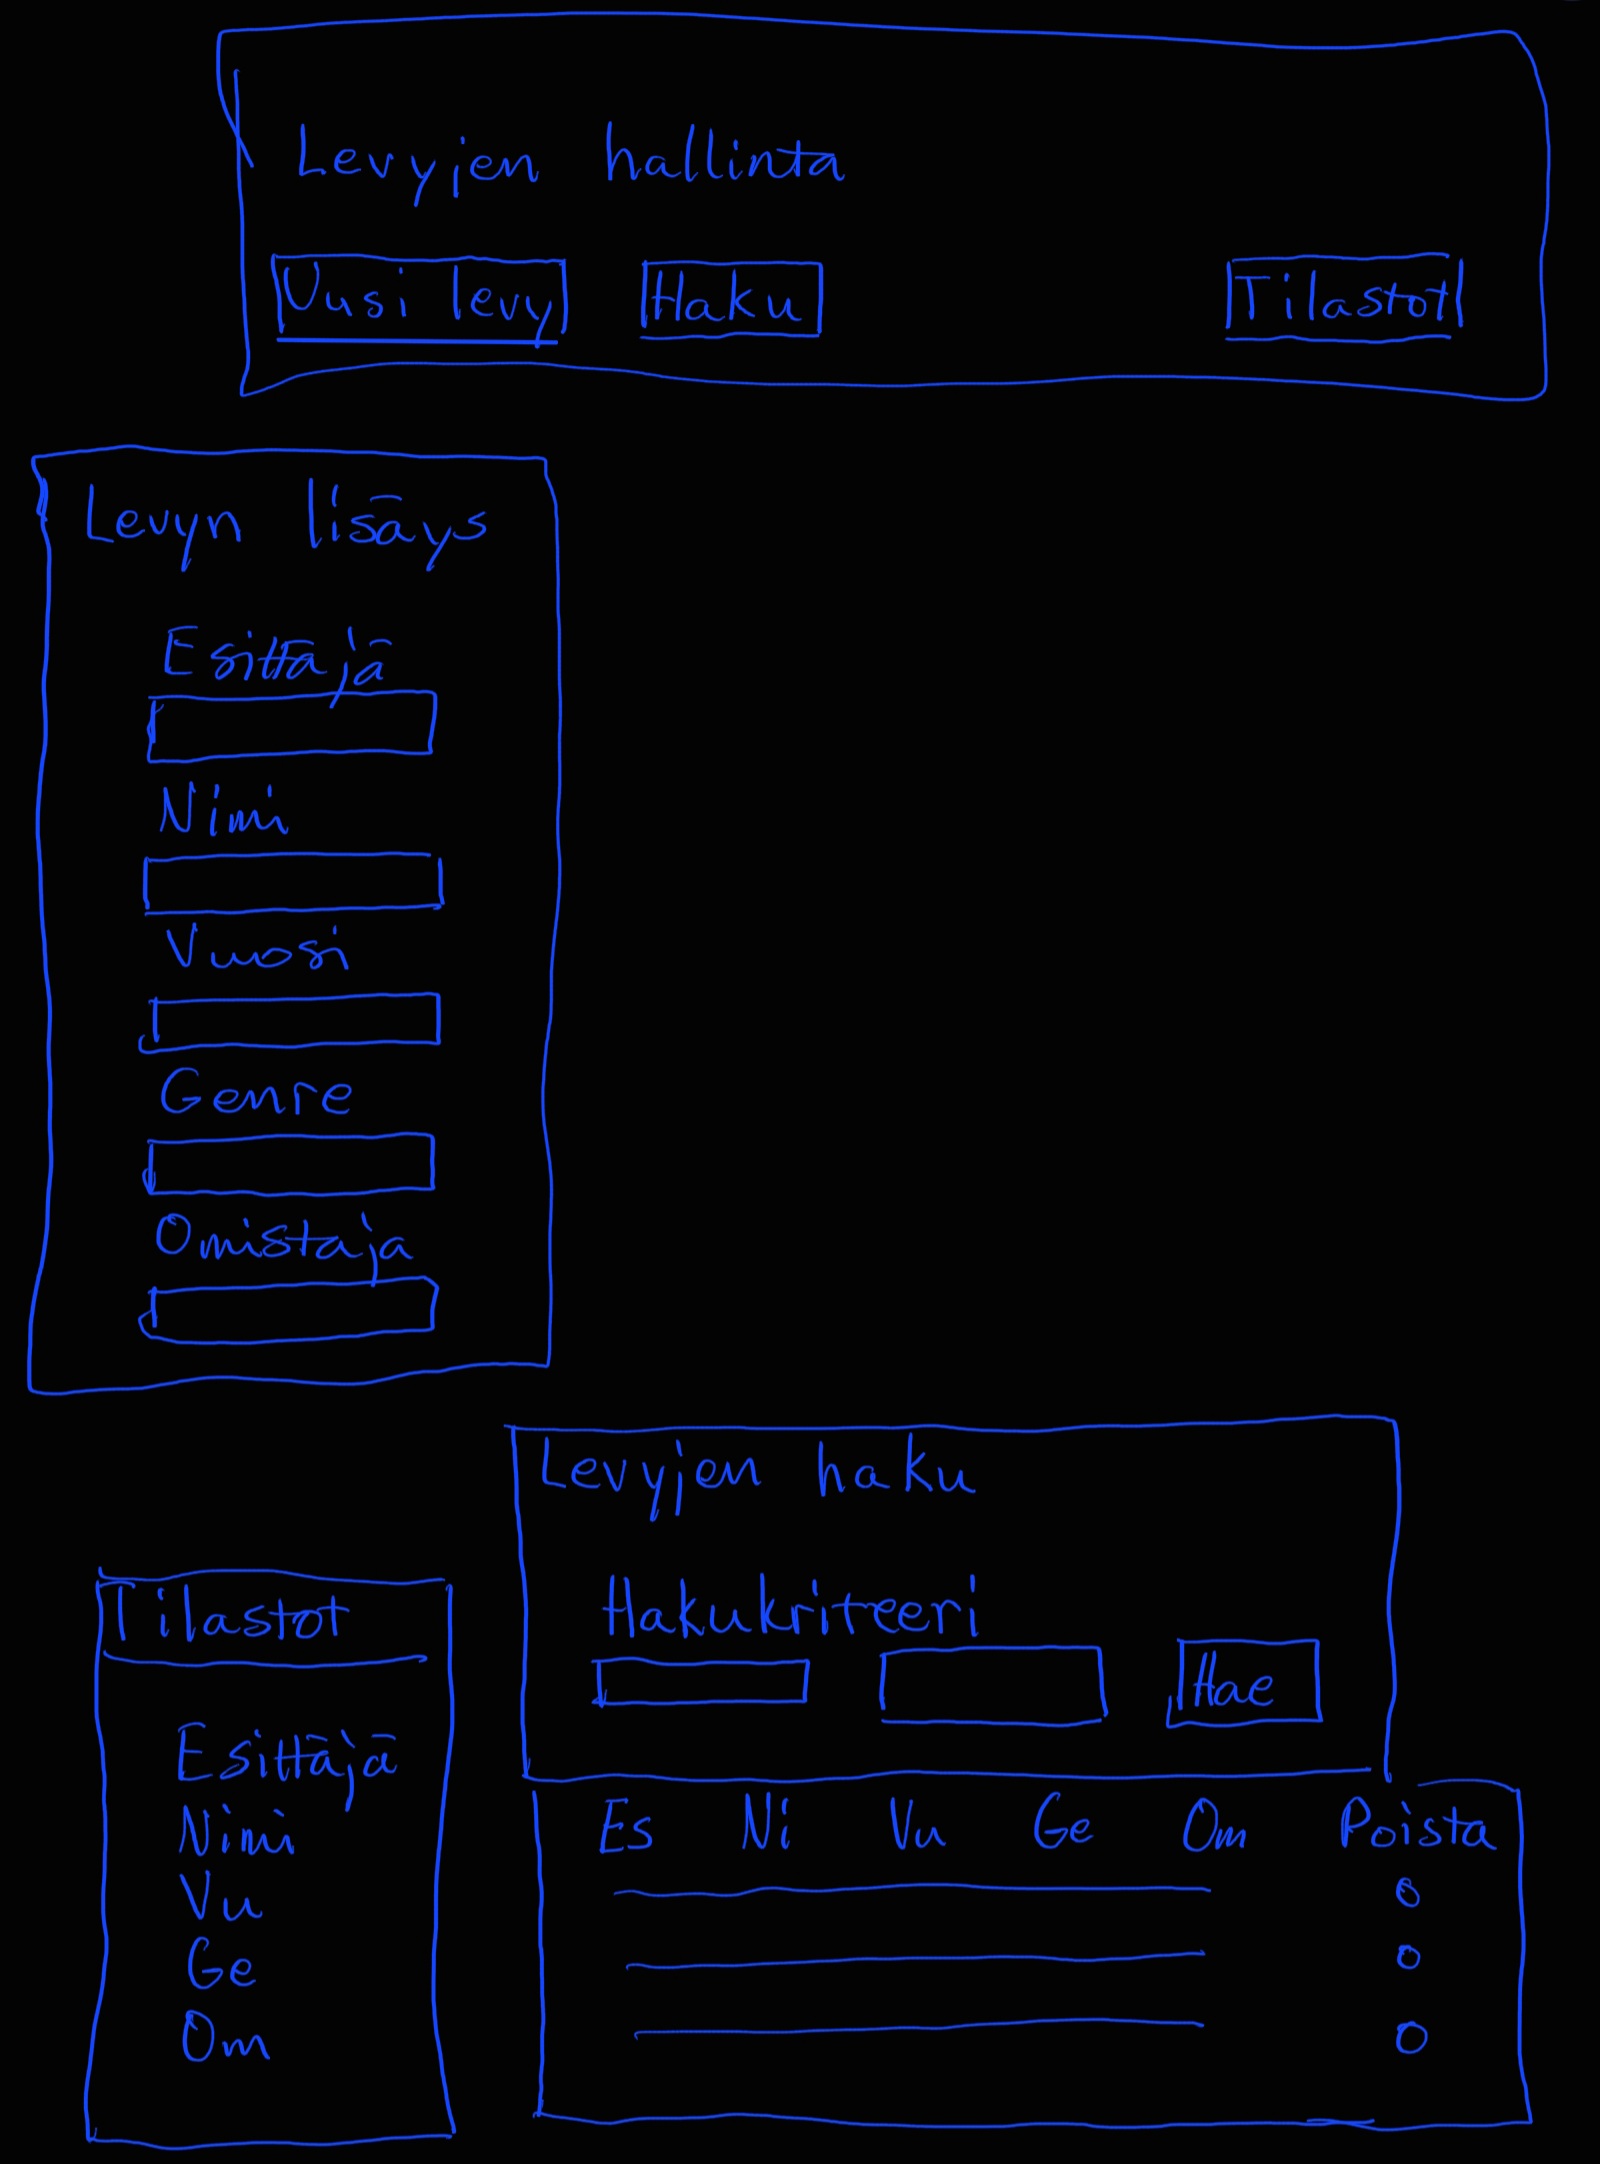 Levyjen hallinta
Uusi levy Haku Tilastot
Levyn lisäys
Esittäjä
Nimi
Vuosi
Genre
Omistaja
Levyjen haku
Hakukriteeri
Hae
Es Ni Vu Ge Om Poista
Tilastot
Esittäjä
Nimi
Vu
Ge
Om